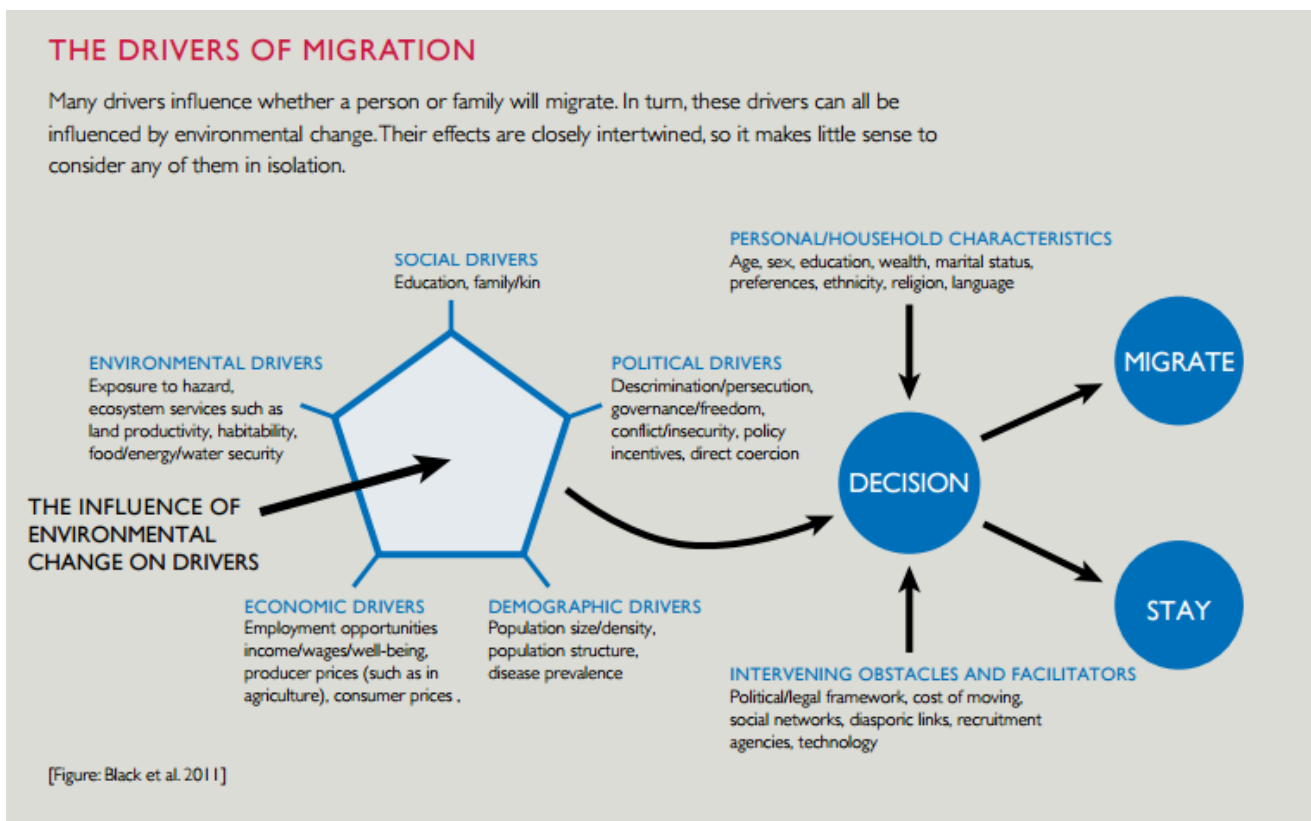 THE DRIVERS OF MIGRATION
Many drivers influence whether a person or family will migrate. In turn, these drivers can all be
influenced by environmental change. Their effects are closely intertwined, so it makes little sense to
consider any of them in isolation.
SOCIAL DRIVERS
Education, family/kin
ENVIRONMENTAL DRIVERS
Exposure to hazard,
ecosystem services such as
land productivity, habitability,
food/energy/water security
POLITICAL DRIVERS
Descrimination/persecution,
governance/freedom,
conflict/insecurity, policy
incentives, direct coercion
THE INFLUENCE OF
ENVIRONMENTAL
CHANGE ON DRIVERS
ECONOMIC DRIVERS
Employment opportunities
income/wages/well-being,
producer prices (such as in
agriculture), consumer prices .
DEMOGRAPHIC DRIVERS
Population size/density,
population structure,
disease prevalence
PERSONAL/HOUSEHOLD CHARACTERISTICS
Age, sex, education, wealth, marital status,
preferences, ethnicity, religion, language
DECISION
MIGRATE
STAY
INTERVENING OBSTACLES AND FACILITATORS
Political/legal framework, cost of moving,
social networks, diasporic links, recruitment
agencies, technology
[Figure: Black et al. 2011]